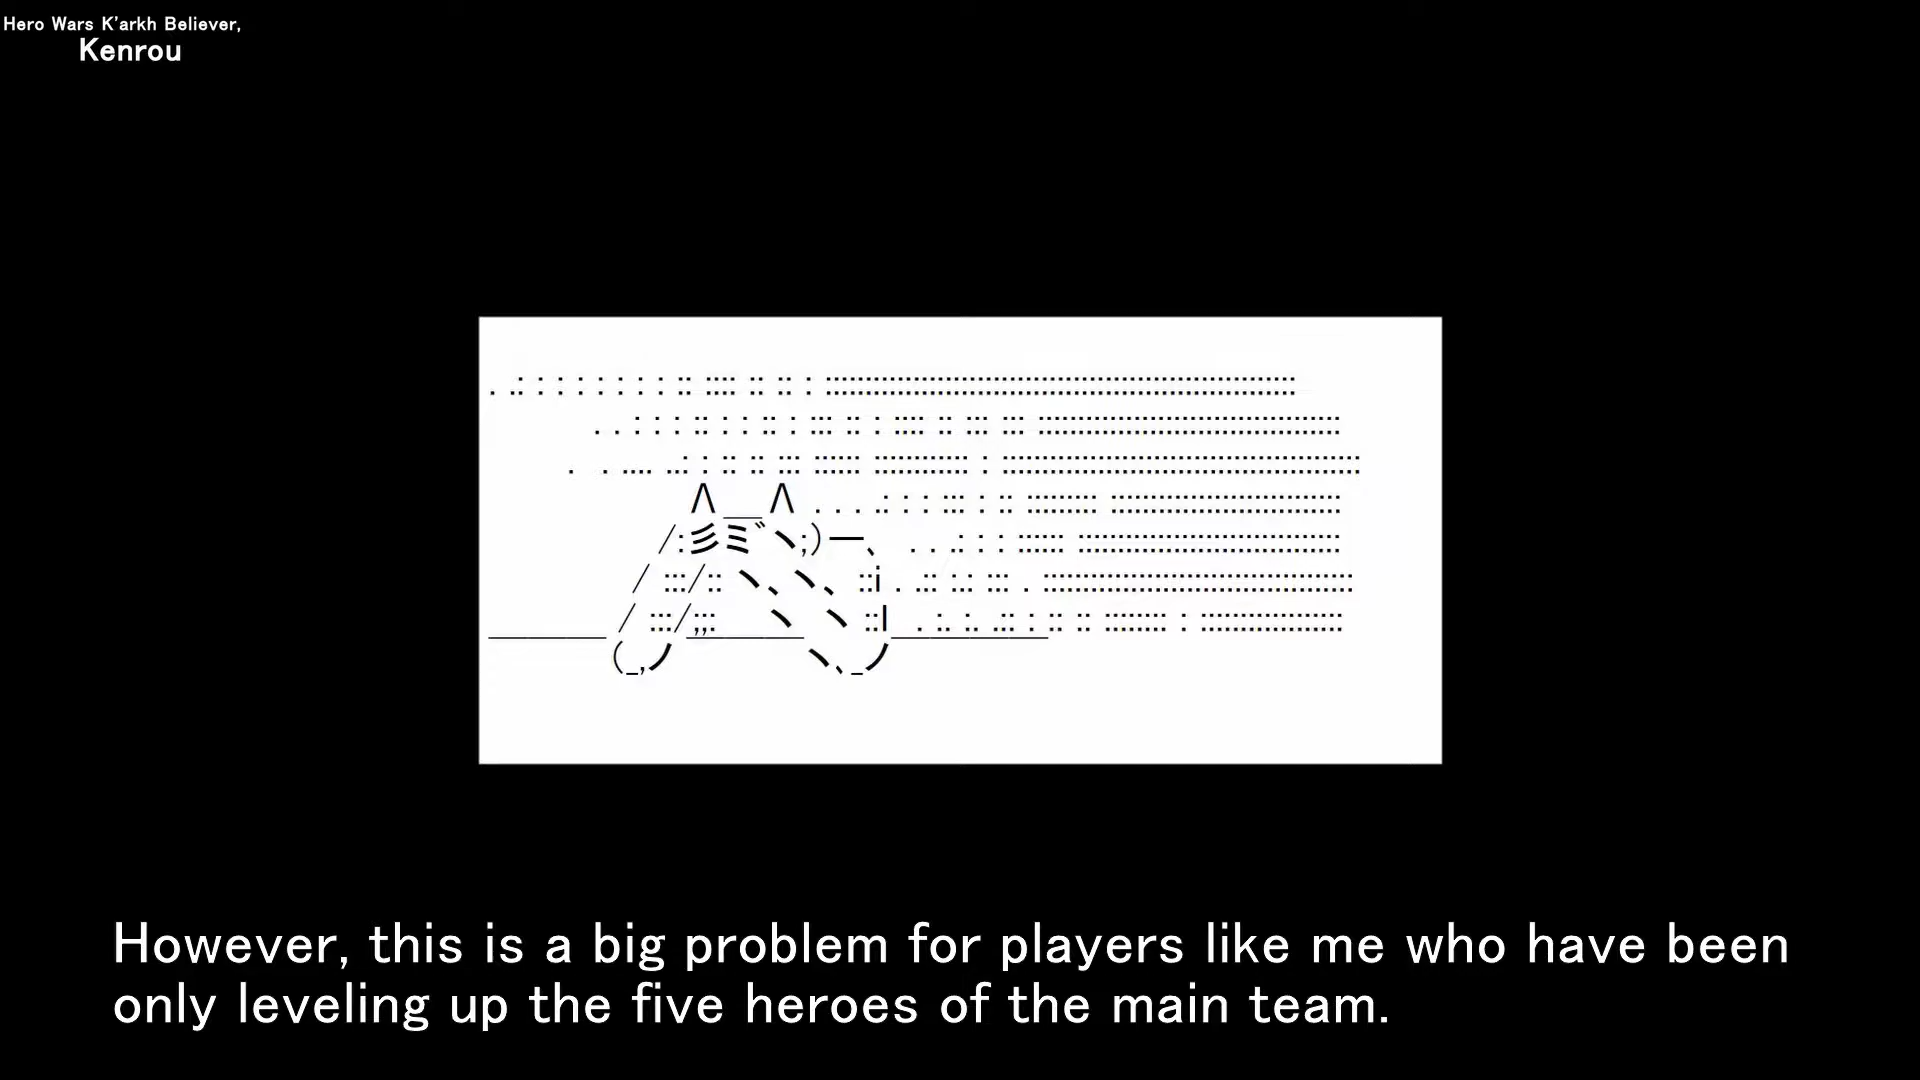 Hero Wars K'arkh Believer,
Kenrou
However, this is a big problem for players like me who have been
only leveling up the five heroes of the main team.